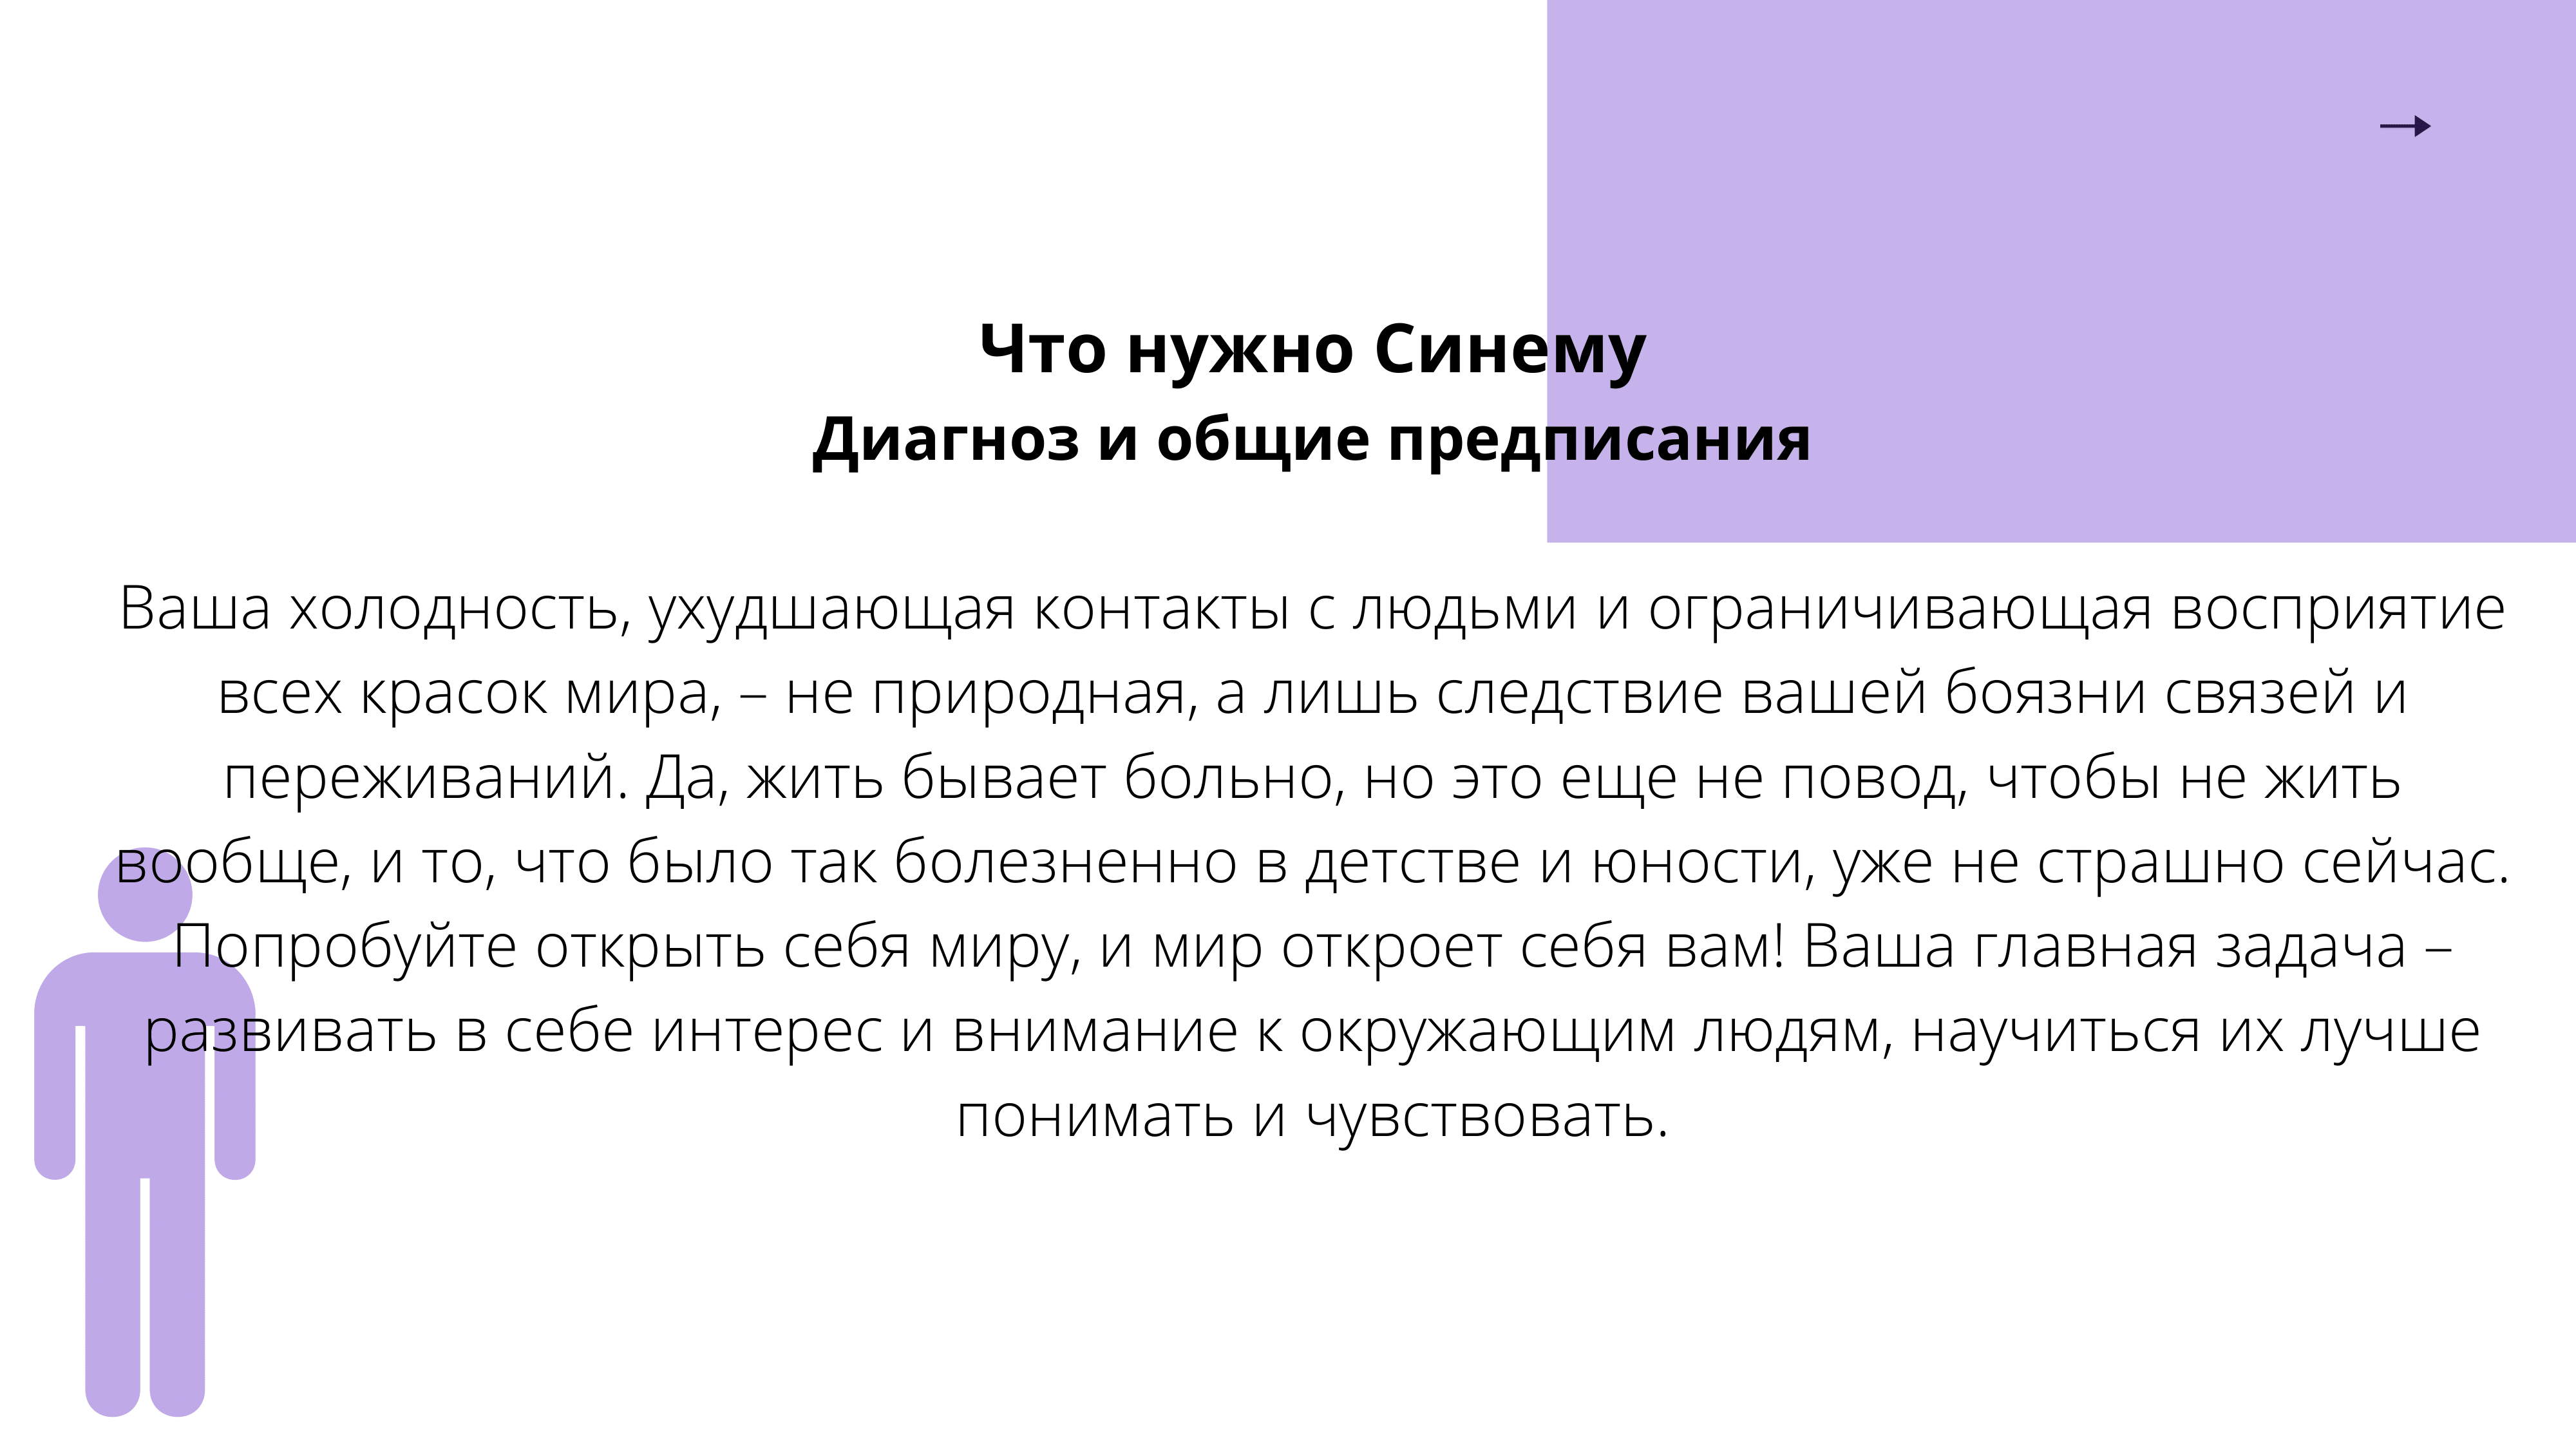 Что нужно Синему
Диагноз и общие предписания
Ваша холодность, ухудшающая контакты с людьми и ограничивающая восприятие
всех красок мира, – не природная, а лишь следствие вашей боязни связей и
переживаний. Да, жить бывает больно, но это еще не повод, чтобы не жить
вообще, и то, что было так болезненно в детстве и юности, уже не страшно сейчас.
Попробуйте открыть себя миру, и мир откроет себя вам! Ваша главная задача –
развивать в себе интерес и внимание к окружающим людям, научиться их лучше
понимать и чувствовать.